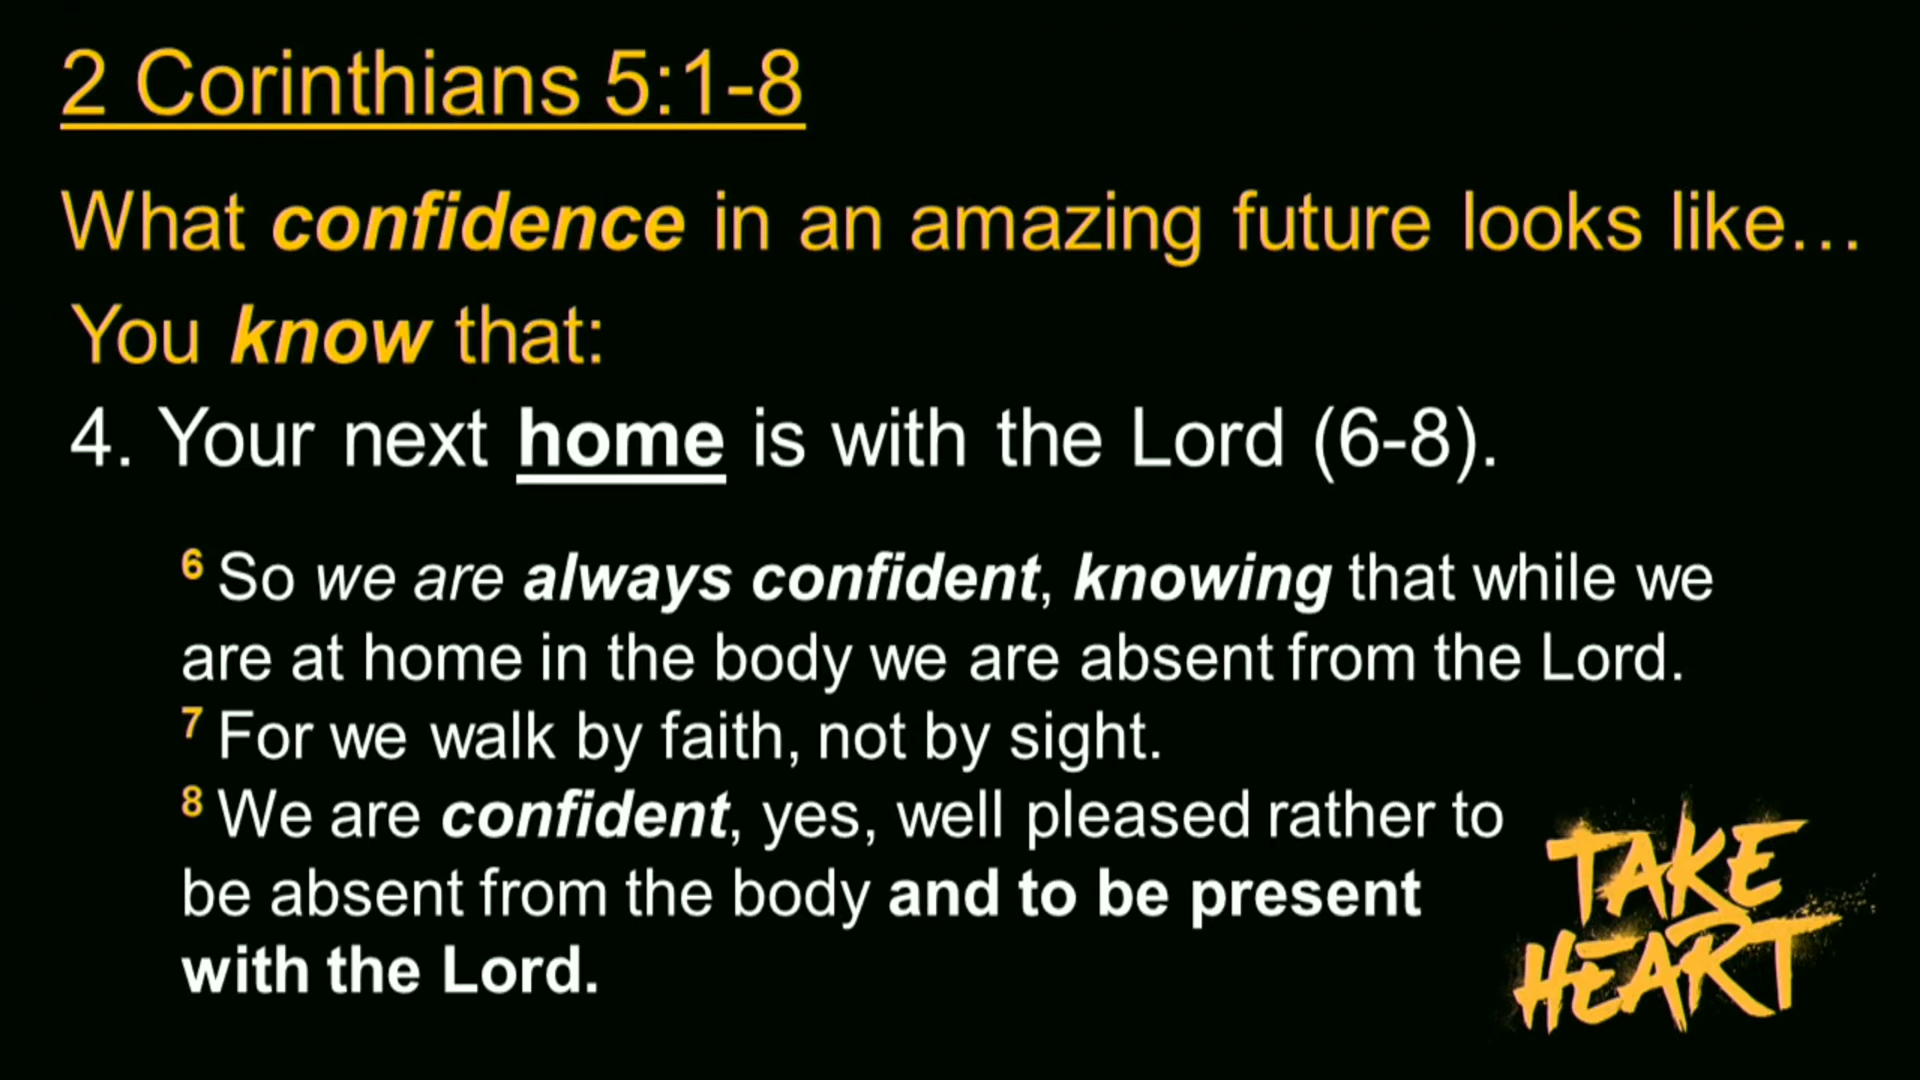 2 Corinthians 5:1-8
What confidence in an amazing future looks like…
You know that:
4. Your next home is with the Lord (6-8).
6 So we are always confident, knowing that while we
are at home in the body we are absent from the Lord.
7 For we walk by faith, not by sight.
8 We are confident, yes, well pleased rather to
be absent from the body and to be present
with the Lord.
TAKE
HEART